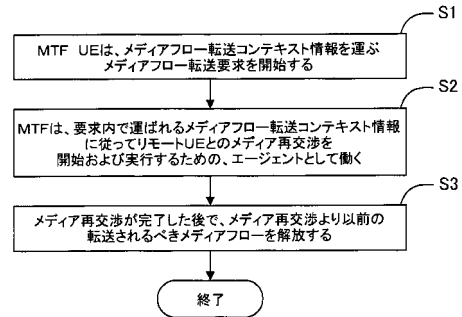 S1
MTF UEは、メディアフロー転送コンテキスト情報を運ぶ
メディアフロー転送要求を開始する
S2
MTFは、要求内で運ばれるメディアフロー転送コンテキスト情報
に従ってリモートUEとのメディア再交渉を
開始および実行するための、エージェントとして働く
S3
メディア再交渉が完了した後で、メディア再交渉より以前の
転送されるべきメディアフローを解放する
終了